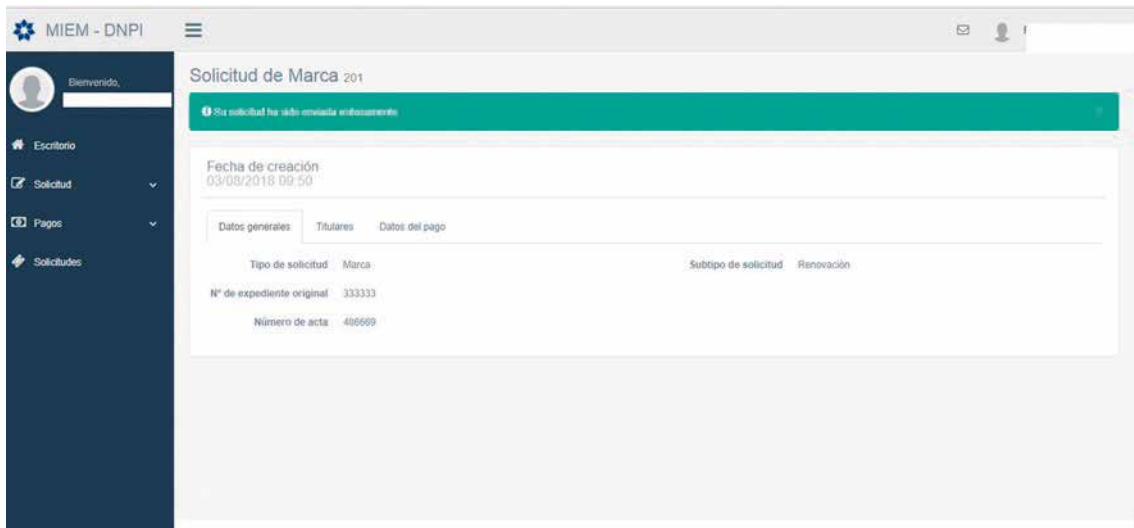 MIEM - DNPI
Bienvenido,
Escritorio
Solicitud
Pagos
Solicitudes
Solicitud de Marca 201
Su solicitud ha sido enviada exitosamente
Fecha de creación
03/08/2018 09:50
Datos generales Titulares Datos del pago
Tipo de solicitud Marca Subtipo de solicitud Renovación
N° de expediente original 333333
Número de acta 486669